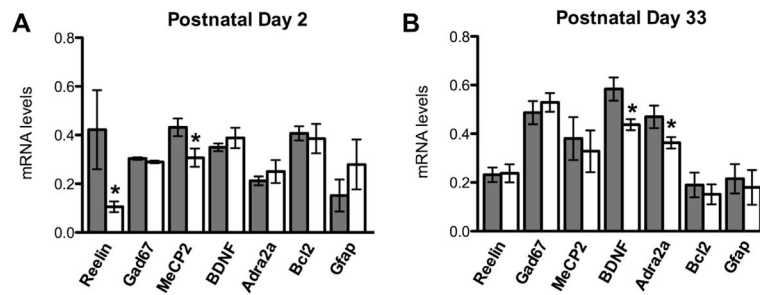 A
Postnatal Day 2
mRNA levels
0.8
0.6
0.4
0.2
0.0
*
*
Reelin
Gad67
MeCP2
BDNF
Adra2a
Bcl2
Gfap
B
Postnatal Day 33
mRNA levels
0.8
0.6
0.4
0.2
0.0
*
*
Reelin
Gad67
MeCP2
BDNF
Adra2a
Bcl2
Gfap